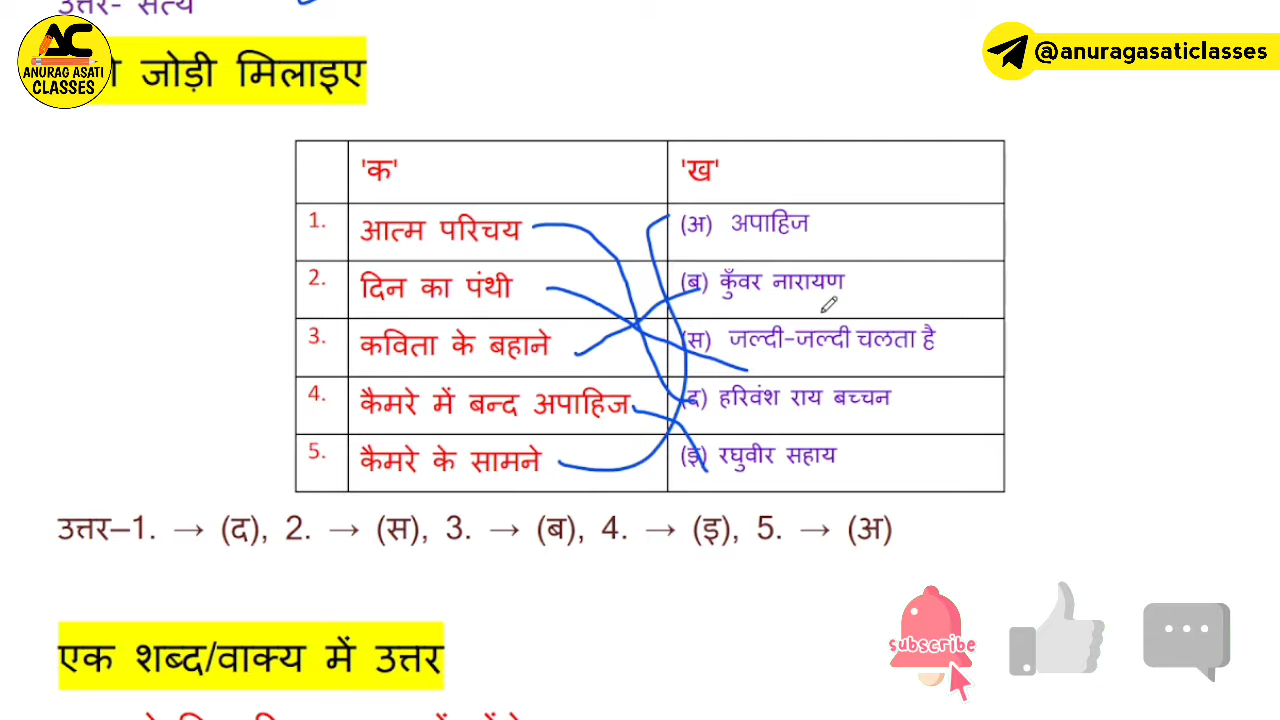 उत्तर- सत्य
AC
ANURAG ASATI
CLASSES
@anuragasaticlasses
जोड़ी मिलाइए
'क' 'ख'
1. आत्म परिचय (अ) अपाहिज
2. दिन का पंथी (ब) कुँवर नारायण
3. कविता के बहाने (स) जल्दी-जल्दी चलता है
4. कैमरे में बन्द अपाहिज (द) हरिवंश राय बच्चन
5. कैमरे के सामने (इ) रघुवीर सहाय
उत्तर–1. → (द), 2. → (स), 3. → (ब), 4. → (इ), 5. → (अ)
subscribe
एक शब्द/वाक्य में उत्तर